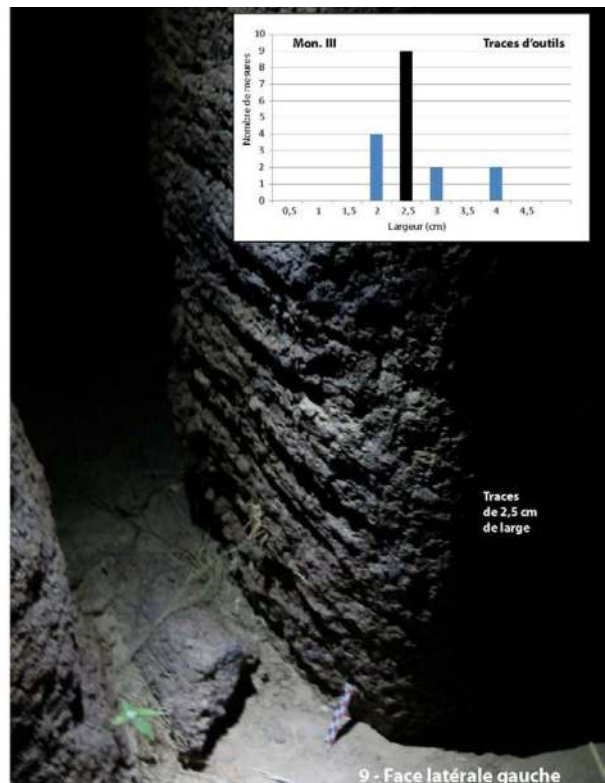 Mon. III
Traces d'outils
Nombre de mesures
10
9
8
7
6
5
4
3
2
1
0
0,5 1 1,5 2 2,5 3 3,5 4 4,5
Largeur (cm)
Traces
de 2,5 cm
de large
9 - Face latérale gauche